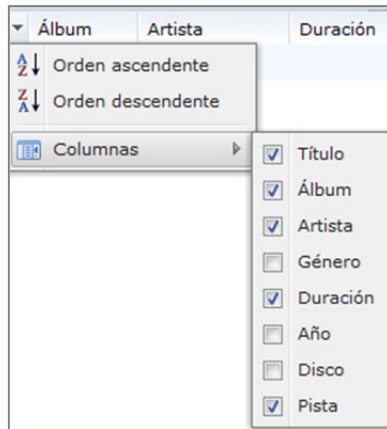 Álbum Artista Duración
Orden ascendente
Orden descendente
Columnas
Título
Álbum
Artista
Género
Duración
Año
Disco
Pista